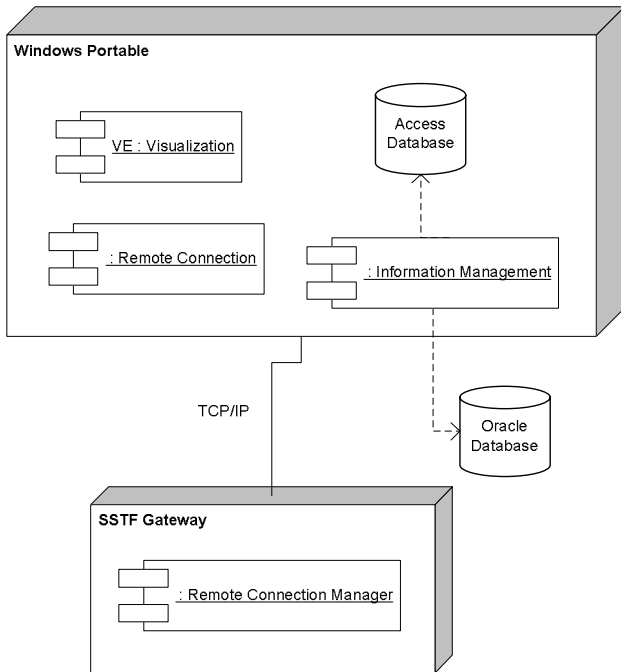 Windows Portable
VE : Visualization
Access
Database
: Remote Connection
: Information Management
TCP/IP
Oracle
Database
SSTF Gateway
: Remote Connection Manager